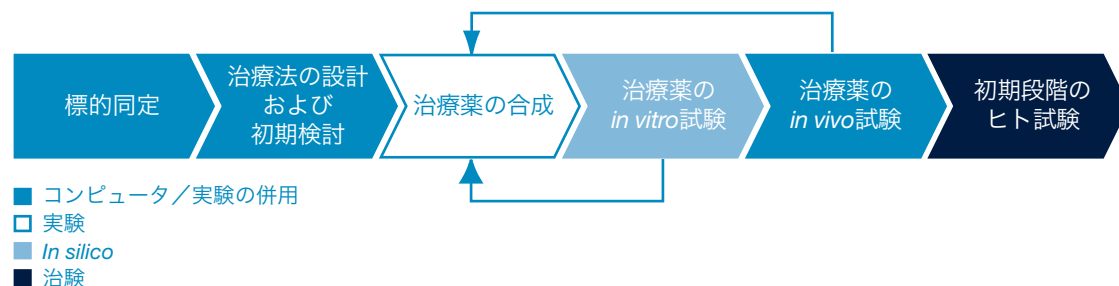 標的同定
治療法の設計
および
初期検討
治療薬の合成
治療薬の
in vitro試験
治療薬の
in vivo試験
初期段階の
ヒト試験
コンピュータ／実験の併用
実験
In silico
治験